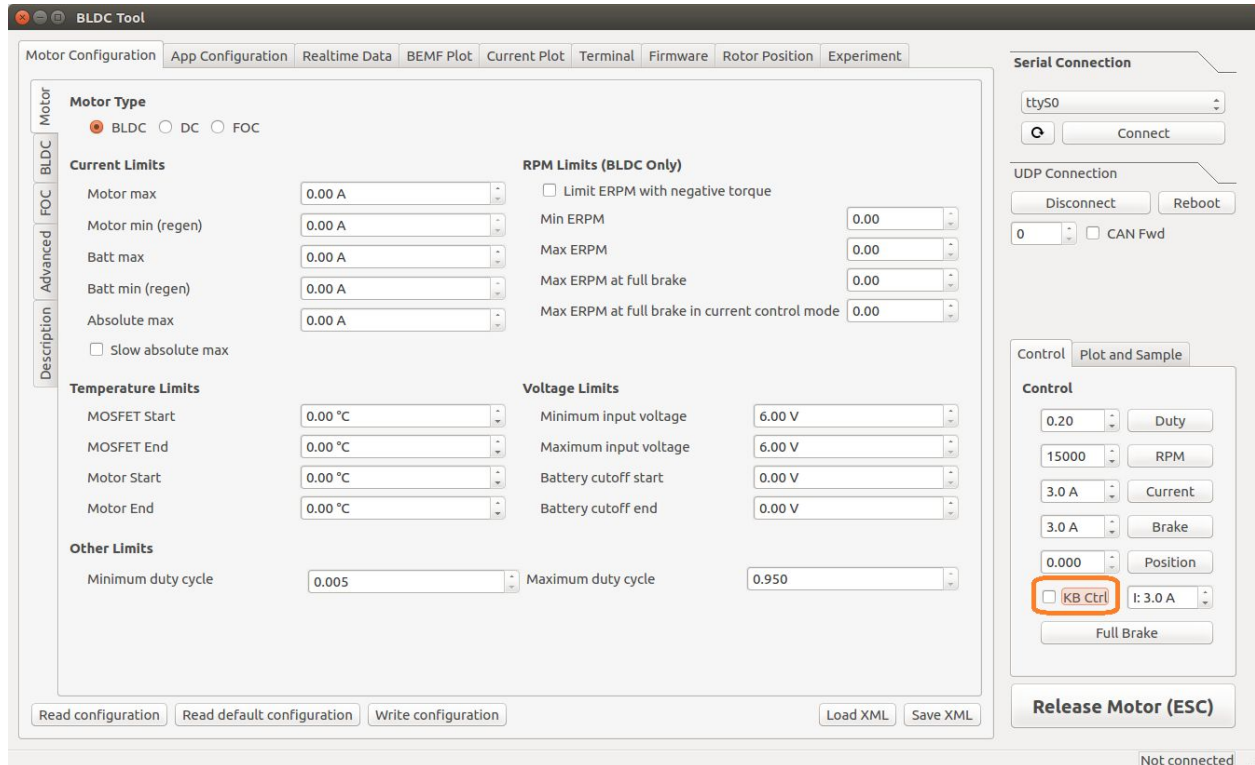 BLDC Tool
Motor Configuration App Configuration Realtime Data BEMF Plot Current Plot Terminal Firmware Rotor Position Experiment
Motor
BLDC
FOC
Advanced
Description
Motor Type
BLDC DC FOC
Current Limits
Motor max 0.00 A
Motor min (regen) 0.00 A
Batt max 0.00 A
Batt min (regen) 0.00 A
Absolute max 0.00 A
Slow absolute max
RPM Limits (BLDC Only)
Limit ERPM with negative torque
Min ERPM 0.00
Max ERPM 0.00
Max ERPM at full brake 0.00
Max ERPM at full brake in current control mode 0.00
Temperature Limits
MOSFET Start 0.00 °C
MOSFET End 0.00 °C
Motor Start 0.00 °C
Motor End 0.00 °C
Voltage Limits
Minimum input voltage 6.00 V
Maximum input voltage 6.00 V
Battery cutoff start 0.00 V
Battery cutoff end 0.00 V
Other Limits
Minimum duty cycle 0.005 Maximum duty cycle 0.950
Read configuration Read default configuration Write configuration Load XML Save XML
Serial Connection
ttyS0
Connect
UDP Connection
Disconnect Reboot
0 CAN Fwd
Control Plot and Sample
Control
0.20 Duty
15000 RPM
3.0 A Current
3.0 A Brake
0.000 Position
KB Ctrl I: 3.0 A
Full Brake
Release Motor (ESC)
Not connected